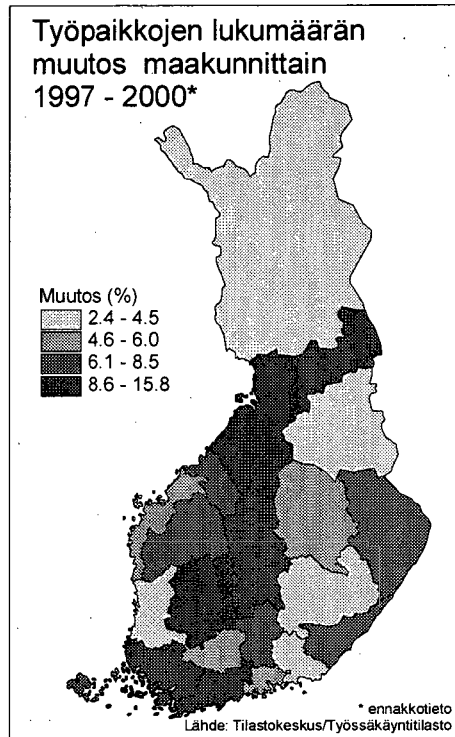 Työpaikkojen lukumäärän
muutos maakunnittain
1997 - 2000*
Muutos (%)
2.4 - 4.5
4.6 - 6.0
6.1 - 8.5
8.6 - 15.8
* ennakkotieto
Lähde: Tilastokeskus/Työssäkäyntitilasto